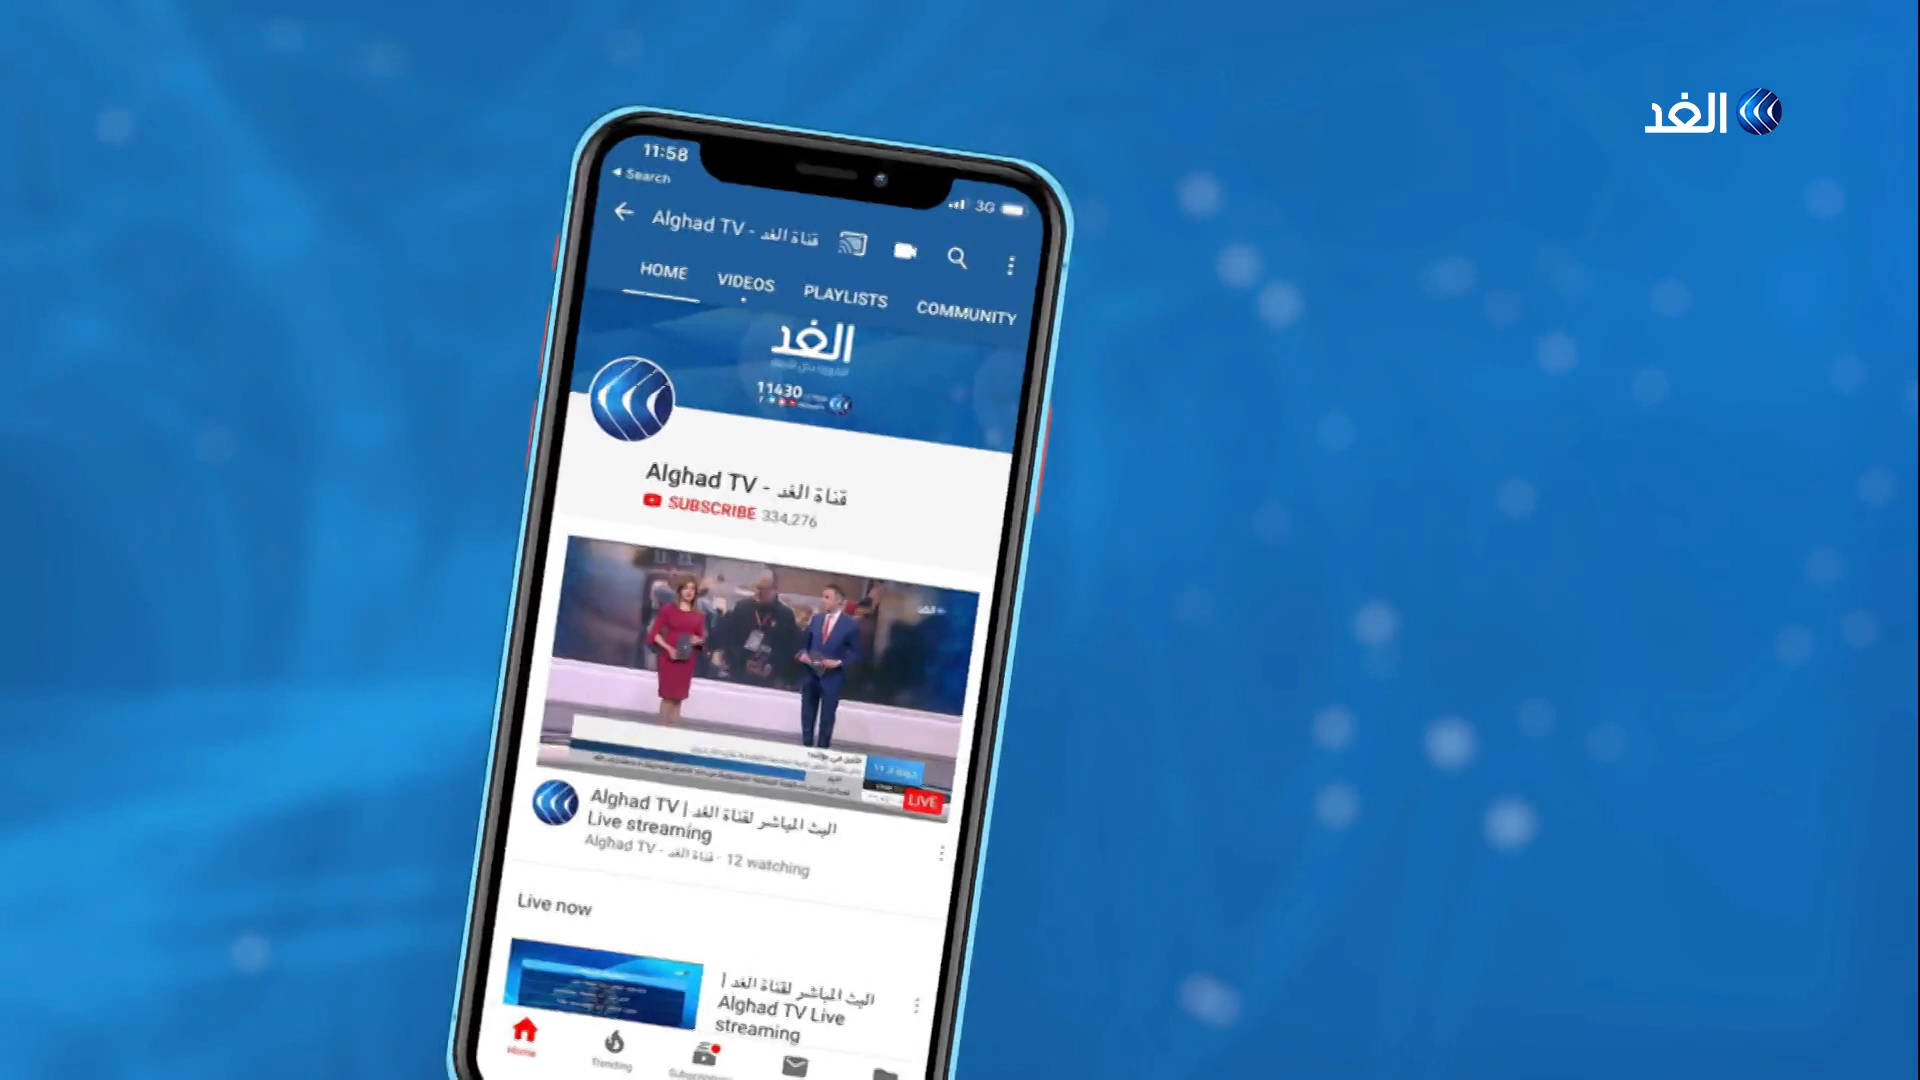 الغد
11:58
Search
3G
Alghad TV - قناة الغد
HOME VIDEOS PLAYLISTS COMMUNITY
الغد
11430
Alghad TV - قناة الغد
SUBSCRIBE 334,276
الغد
LIVE
Alghad TV | البث المباشر لقناة الغد
Live streaming
Alghad TV - قناة الغد · 12 watching
Live now
البث المباشر لقناة الغد |
Alghad TV Live
streaming
Home Trending